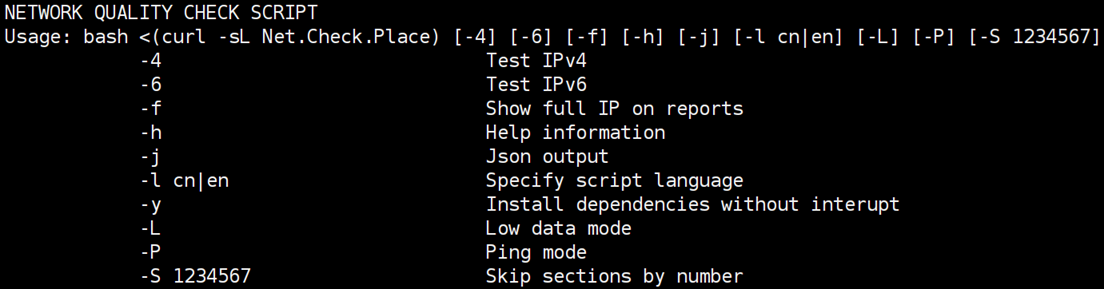 NETWORK QUALITY CHECK SCRIPT
Usage: bash <(curl -sL Net.Check.Place) [-4] [-6] [-f] [-h] [-j] [-l cn|en] [-L] [-P] [-S 1234567]
-4 Test IPv4
-6 Test IPv6
-f Show full IP on reports
-h Help information
-j Json output
-l cn|en Specify script language
-y Install dependencies without interupt
-L Low data mode
-P Ping mode
-S 1234567 Skip sections by number